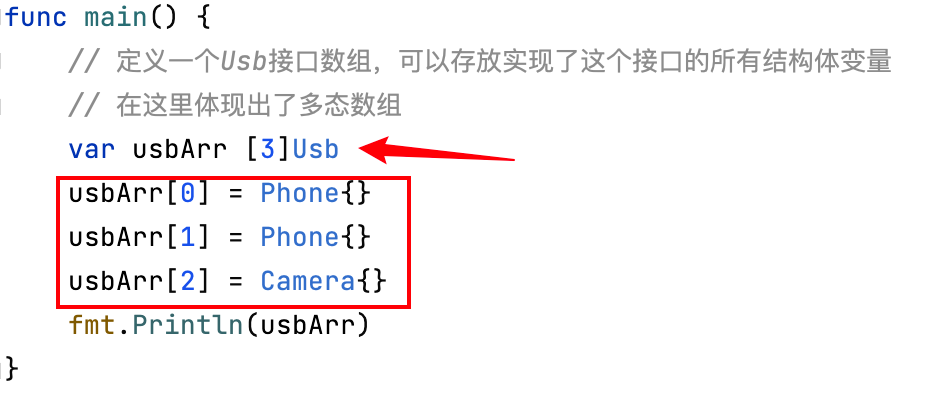 func main() {
// 定义一个Usb接口数组，可以存放实现了这个接口的所有结构体变量
// 在这里体现出了多态数组
var usbArr [3]Usb
usbArr[0] = Phone{}
usbArr[1] = Phone{}
usbArr[2] = Camera{}
fmt.Println(usbArr)
}